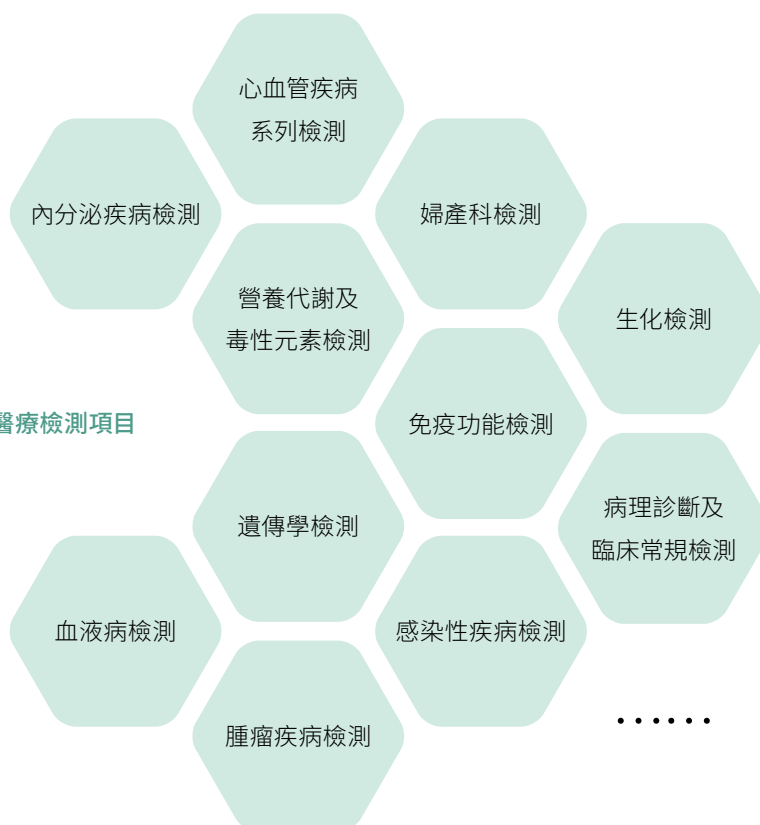 心血管疾病
系列檢測
內分泌疾病檢測
婦產科檢測
營養代謝及
毒性元素檢測
生化檢測
醫療檢測項目
免疫功能檢測
遺傳學檢測
病理診斷及
臨床常規檢測
血液病檢測
感染性疾病檢測
腫瘤疾病檢測
······